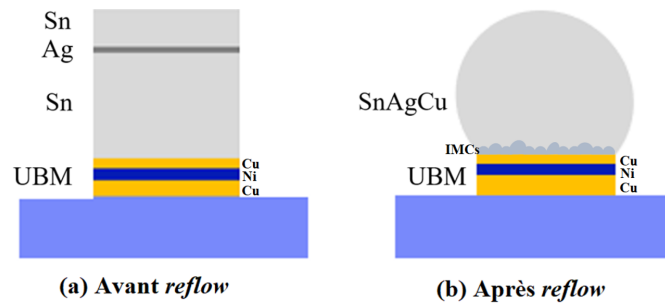 Sn
Ag
Sn
UBM
Cu
Ni
Cu
(a) Avant reflow
SnAgCu
IMCs
UBM
Cu
Ni
Cu
(b) Après reflow